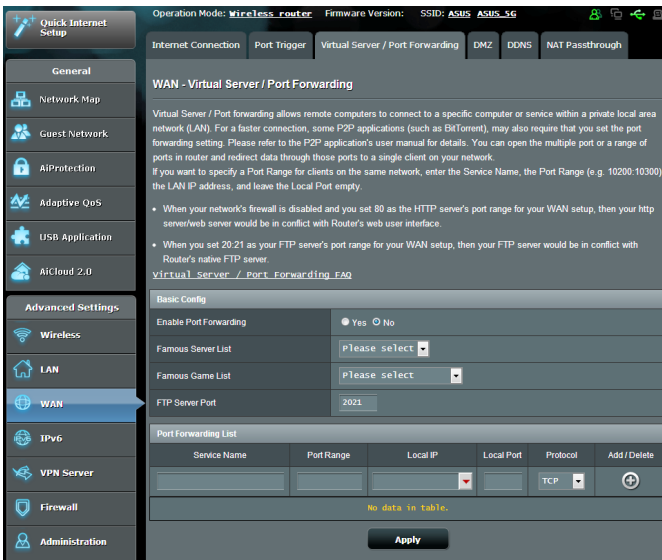 Quick Internet
Setup
Operation Mode: Wireless router Firmware Version: SSID: ASUS ASUS_5G
Internet Connection Port Trigger Virtual Server / Port Forwarding DMZ DDNS NAT Passthrough
General
Network Map
Guest Network
AiProtection
Adaptive QoS
USB Application
AiCloud 2.0
Advanced Settings
Wireless
LAN
WAN
IPv6
VPN Server
Firewall
Administration
WAN - Virtual Server / Port Forwarding
Virtual Server / Port forwarding allows remote computers to connect to a specific computer or service within a private local area
network (LAN). For a faster connection, some P2P applications (such as BitTorrent), may also require that you set the port
forwarding setting. Please refer to the P2P application's user manual for details. You can open the multiple port or a range of
ports in router and redirect data through those ports to a single client on your network.
If you want to specify a Port Range for clients on the same network, enter the Service Name, the Port Range (e.g. 10200:10300)
the LAN IP address, and leave the Local Port empty.
• When your network's firewall is disabled and you set 80 as the HTTP server's port range for your WAN setup, then your http
server/web server would be in conflict with Router's web user interface.
• When you set 20:21 as your FTP server's port range for your WAN setup, then your FTP server would be in conflict with
Router's native FTP server.
Virtual Server / Port Forwarding FAQ
Basic Config
Enable Port Forwarding Yes No
Famous Server List Please select
Famous Game List Please select
FTP Server Port 2021
Port Forwarding List
Service Name Port Range Local IP Local Port Protocol Add / Delete
TCP
No data in table.
Apply